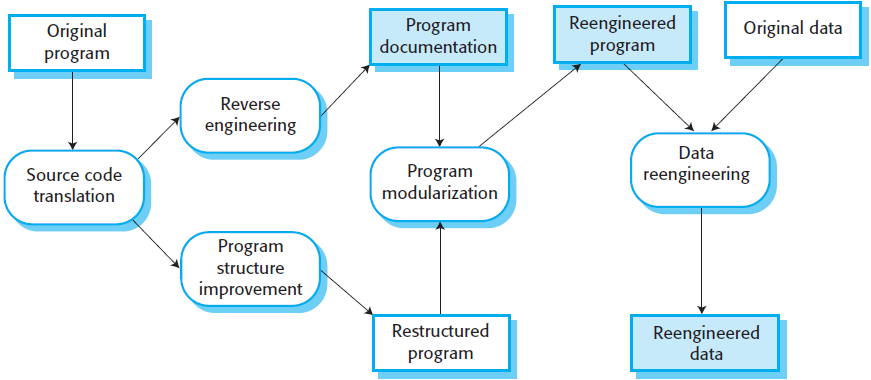 Original
program
Program
documentation
Reengineered
program
Original data
Reverse
engineering
Source code
translation
Program
modularization
Data
reengineering
Program
structure
improvement
Restructured
program
Reengineered
data